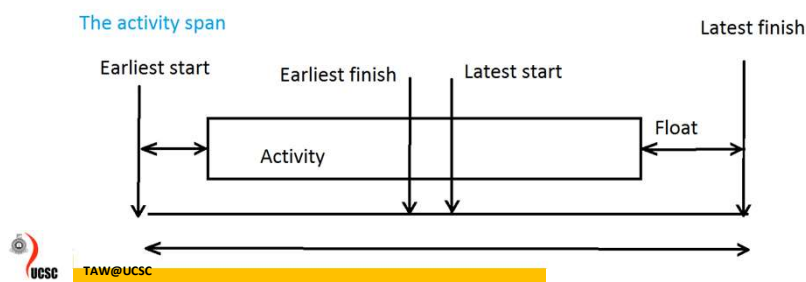 The activity span
Latest finish
Earliest start
Earliest finish
Latest start
Float
Activity
UCSC
TAW@UCSC